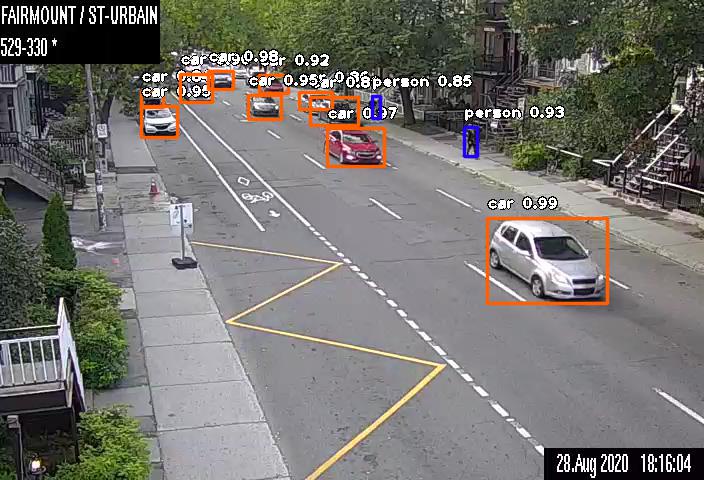 FAIRMOUNT / ST-URBAIN
529-330 *
car 0.98
car 0.92
car 0.95
person 0.85
car 0.95
person 0.93
car 0.97
car 0.99
28.Aug 2020 18:16:04